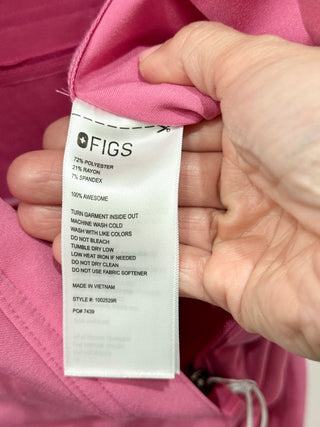 FIGS
72% POLYESTER
21% RAYON
7% SPANDEX
100% AWESOME
TURN GARMENT INSIDE OUT
MACHINE WASH COLD
WASH WITH LIKE COLORS
DO NOT BLEACH
TUMBLE DRY LOW
LOW HEAT IRON IF NEEDED
DO NOT DRY CLEAN
DO NOT USE FABRIC SOFTENER
MADE IN VIETNAM
STYLE #: 1002529R
PO# 7439